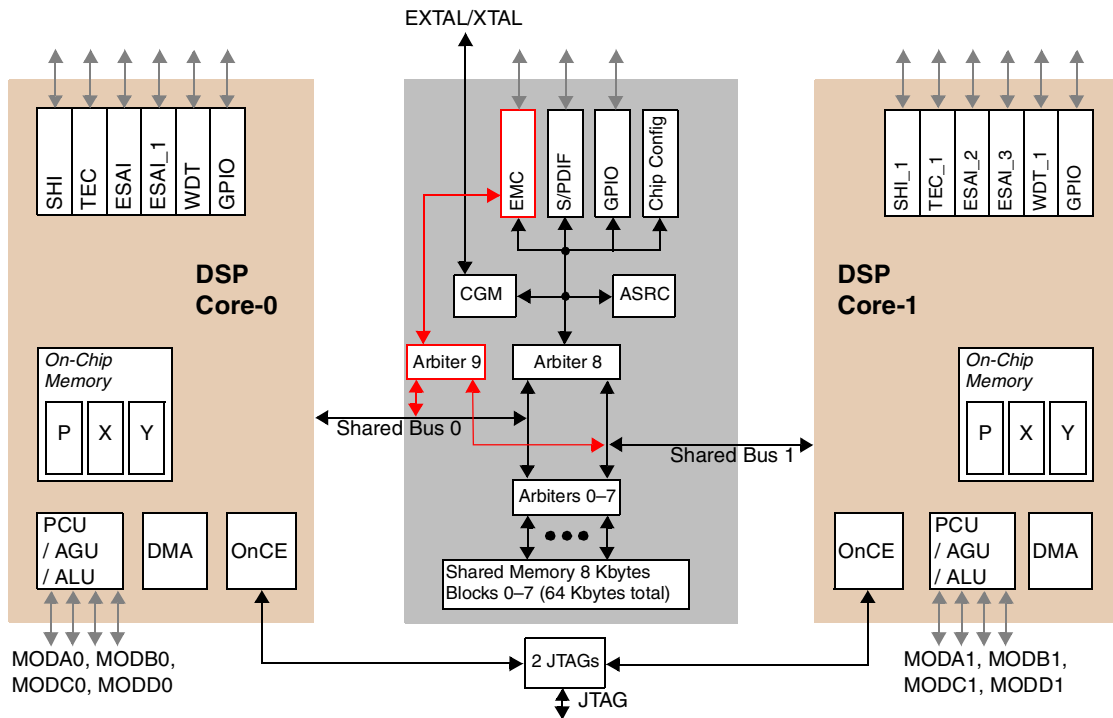 EXTAL/XTAL
SHI
TEC
ESAI
ESAI_1
WDT
GPIO
EMC
S/PDIF
GPIO
Chip Config
SHI_1
TEC_1
ESAI_2
ESAI_3
WDT_1
GPIO
DSP
Core-0
CGM
ASRC
DSP
Core-1
On-Chip
Memory
P X Y
Arbiter 9
Arbiter 8
On-Chip
Memory
P X Y
Shared Bus 0
Shared Bus 1
Arbiters 0–7
PCU
/ AGU
/ ALU
DMA
OnCE
Shared Memory 8 Kbytes
Blocks 0–7 (64 Kbytes total)
OnCE
PCU
/ AGU
/ ALU
DMA
MODA0, MODB0,
MODC0, MODD0
2 JTAGs
JTAG
MODA1, MODB1,
MODC1, MODD1